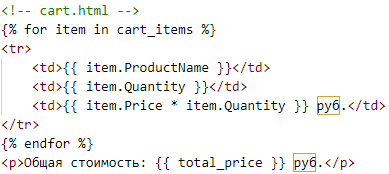 <!-- cart.html -->
{% for item in cart_items %}
<tr>
    <td>{{ item.ProductName }}</td>
    <td>{{ item.Quantity }}</td>
    <td>{{ item.Price * item.Quantity }} руб.</td>
</tr>
{% endfor %}
<p>Общая стоимость: {{ total_price }} руб.</p>